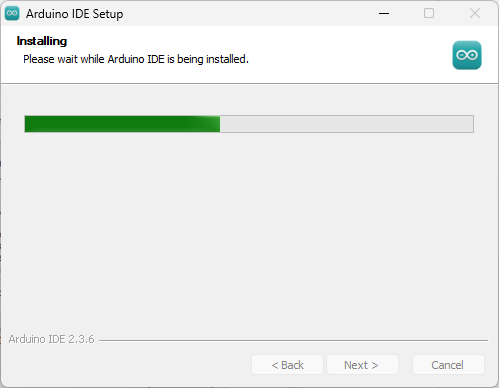 Arduino IDE Setup
Installing
Please wait while Arduino IDE is being installed.
Arduino IDE 2.3.6
< Back
Next >
Cancel